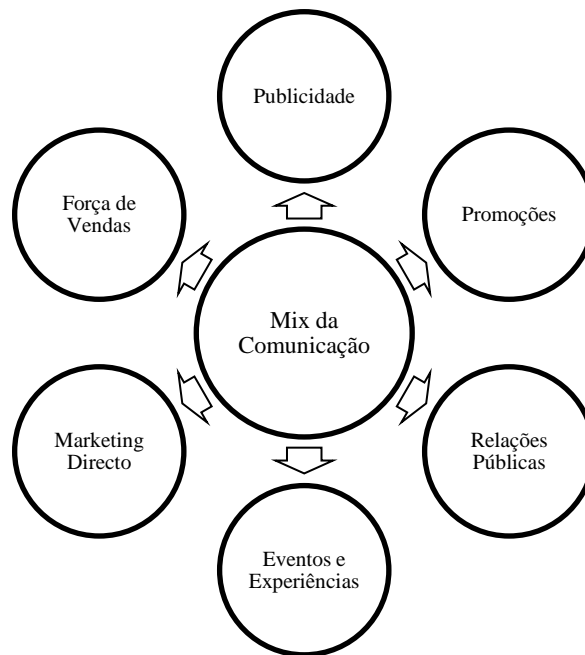 Publicidade
Força de
Vendas
Promoções
Mix da
Comunicação
Marketing
Directo
Relações
Públicas
Eventos e
Experiências